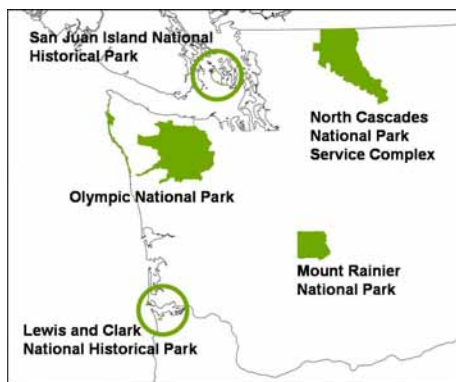 San Juan Island National
Historical Park
North Cascades
National Park
Service Complex
Olympic National Park
Mount Rainier
National Park
Lewis and Clark
National Historical Park